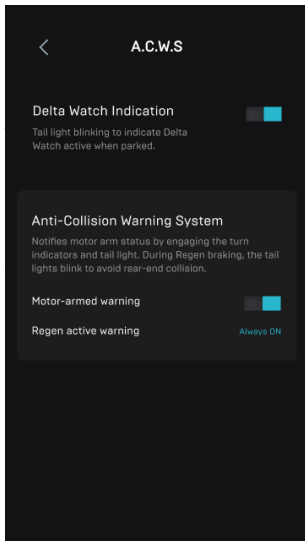 A.C.W.S
Delta Watch Indication
Tail light blinking to indicate Delta
Watch active when parked.
Anti-Collision Warning System
Notifies motor arm status by engaging the turn
indicators and tail light. During Regen braking, the tail
lights blink to avoid rear-end collision.
Motor-armed warning
Regen active warning
Always ON